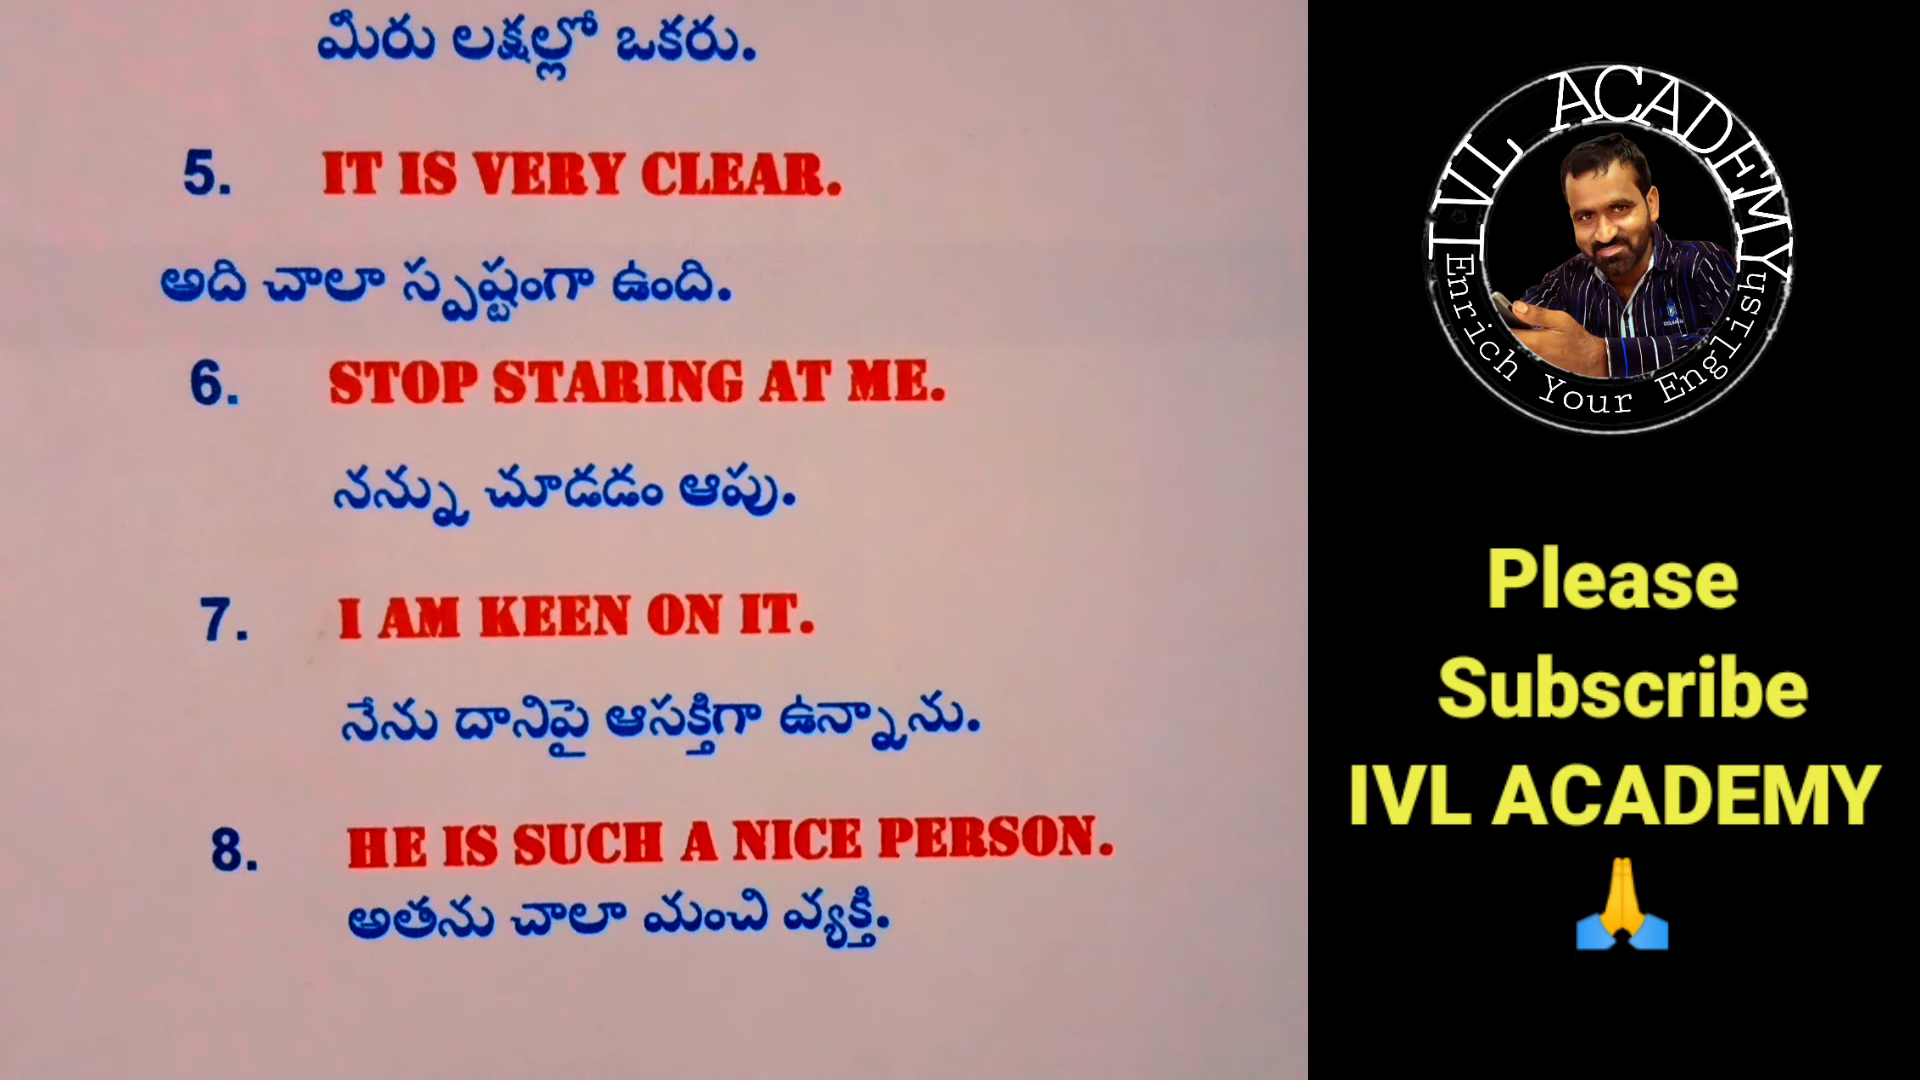 మీరు లక్షల్లో ఒకరు.
5. IT IS VERY CLEAR.
అది చాలా స్పష్టంగా ఉంది.
6. STOP STARING AT ME.
నన్ను చూడడం ఆపు.
7. I AM KEEN ON IT.
నేను దానిపై ఆసక్తిగా ఉన్నాను.
8. HE IS SUCH A NICE PERSON.
అతను చాలా మంచి వ్యక్తి.
IVL ACADEMY
Enrich Your English
Please
Subscribe
IVL ACADEMY
🙏